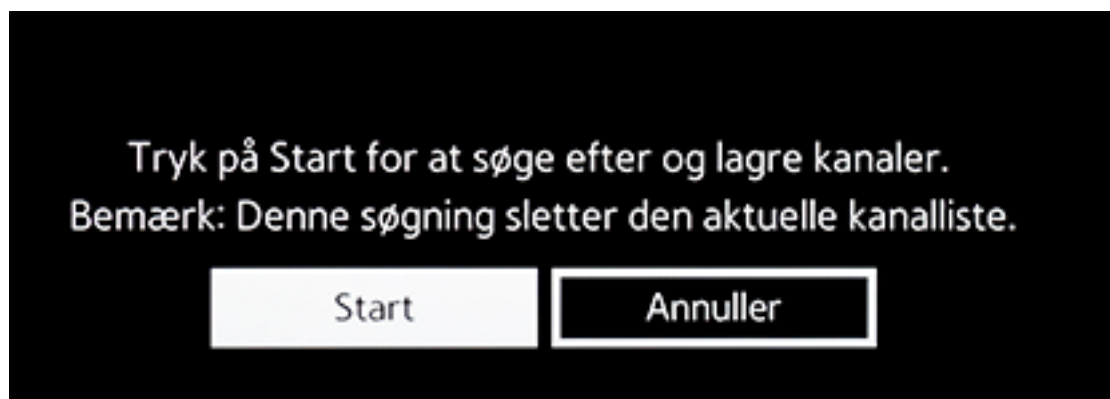 Tryk på Start for at søge efter og lagre kanaler.
Bemærk: Denne søgning sletter den aktuelle kanalliste.
Start
Annuller